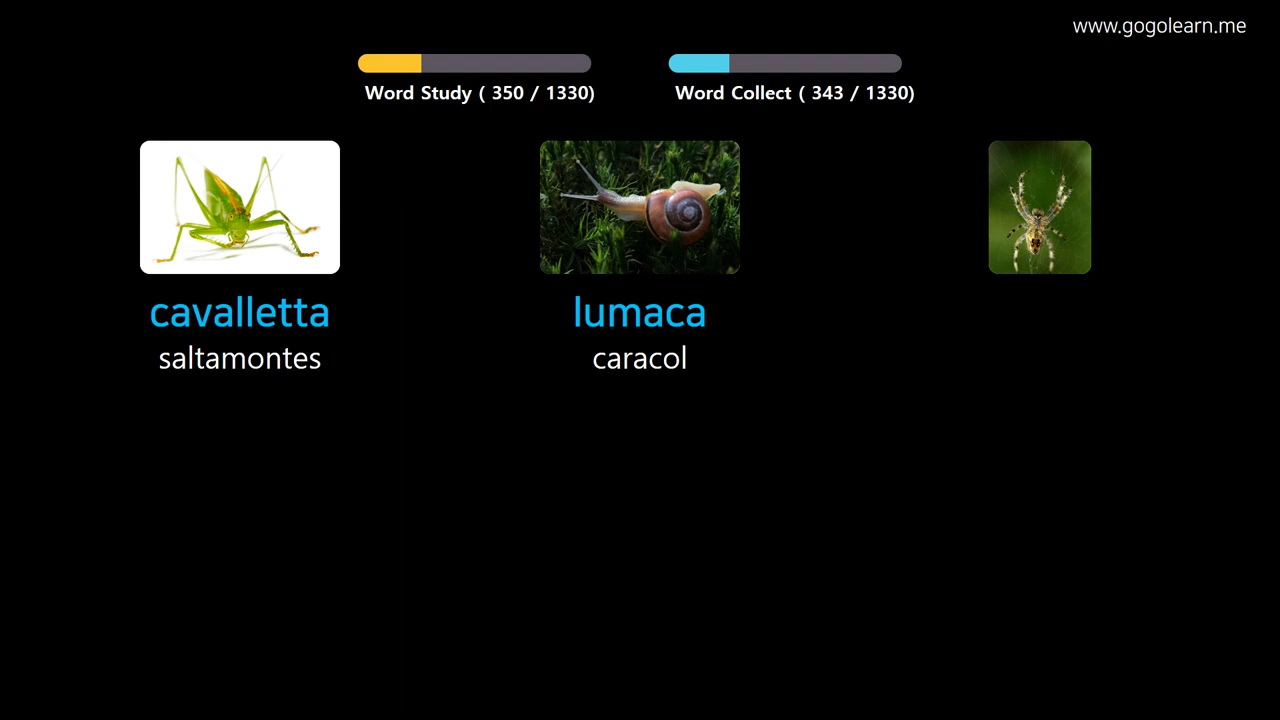 www.gogolearn.me
Word Study ( 350 / 1330)
Word Collect ( 343 / 1330)
cavalletta
saltamontes
lumaca
caracol